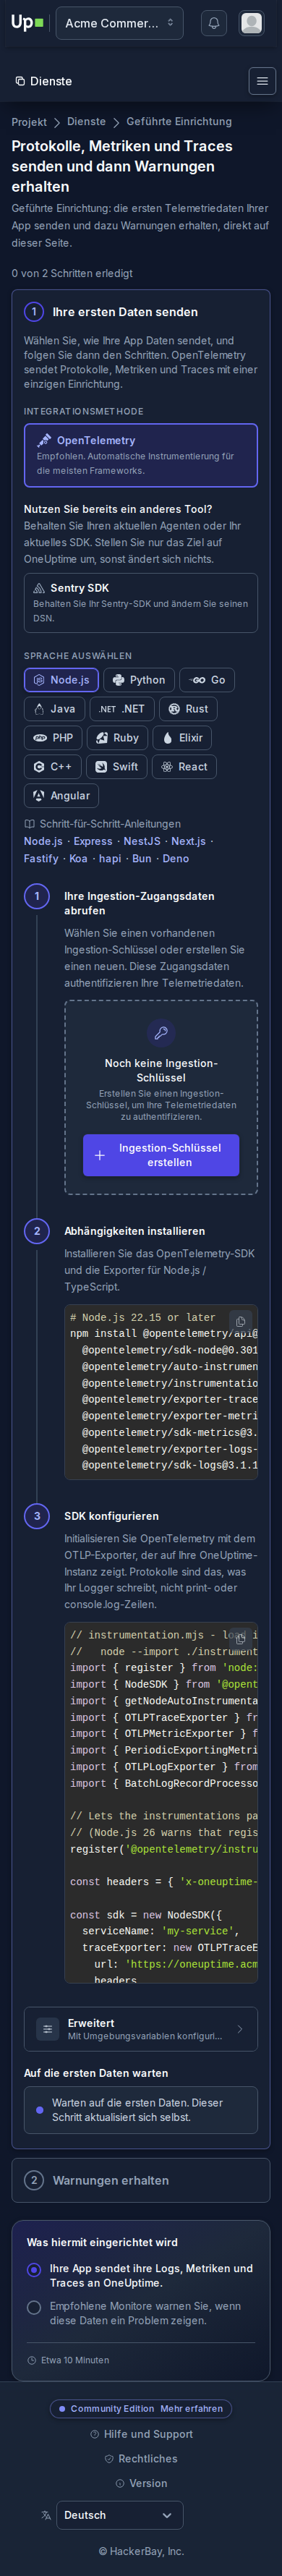 Up
Acme Commer...
Dienste
Projekt > Dienste > Geführte Einrichtung
Protokolle, Metriken und Traces
senden und dann Warnungen
erhalten
Geführte Einrichtung: die ersten Telemetriedaten Ihrer
App senden und dazu Warnungen erhalten, direkt auf
dieser Seite.
0 von 2 Schritten erledigt
1 Ihre ersten Daten senden
Wählen Sie, wie Ihre App Daten sendet, und
folgen Sie dann den Schritten. OpenTelemetry
sendet Protokolle, Metriken und Traces mit einer
einzigen Einrichtung.
INTEGRATIONSMETHODE
OpenTelemetry
Empfohlen. Automatische Instrumentierung für
die meisten Frameworks.
Nutzen Sie bereits ein anderes Tool?
Behalten Sie Ihren aktuellen Agenten oder Ihr
aktuelles SDK. Stellen Sie nur das Ziel auf
OneUptime um, sonst ändert sich nichts.
Sentry SDK
Behalten Sie Ihr Sentry-SDK und ändern Sie seinen
DSN.
SPRACHE AUSWÄHLEN
Node.js Python Go
Java .NET .NET Rust
PHP Ruby Elixir
C++ Swift React
Angular
Schritt-für-Schritt-Anleitungen
Node.js · Express · NestJS · Next.js ·
Fastify · Koa · hapi · Bun · Deno
1 Ihre Ingestion-Zugangsdaten
abrufen
Wählen Sie einen vorhandenen
Ingestion-Schlüssel oder erstellen Sie
einen neuen. Diese Zugangsdaten
authentifizieren Ihre Telemetriedaten.
Noch keine Ingestion-
Schlüssel
Erstellen Sie einen Ingestion-
Schlüssel, um Ihre Telemetriedaten
zu authentifizieren.
Ingestion-Schlüssel
erstellen
2 Abhängigkeiten installieren
Installieren Sie das OpenTelemetry-SDK
und die Exporter für Node.js /
TypeScript.
# Node.js 22.15 or later
npm install @opentelemetry/api@
@opentelemetry/sdk-node@0.301
@opentelemetry/auto-instrumen
@opentelemetry/instrumentatio
@opentelemetry/exporter-trace
@opentelemetry/exporter-metri
@opentelemetry/sdk-metrics@3.
@opentelemetry/exporter-logs-
@opentelemetry/sdk-logs@3.1.1
3 SDK konfigurieren
Initialisieren Sie OpenTelemetry mit dem
OTLP-Exporter, der auf Ihre OneUptime-
Instanz zeigt. Protokolle sind das, was
Ihr Logger schreibt, nicht print- oder
console.log-Zeilen.
// instrumentation.mjs - load i
// node --import ./instrument
import { register } from 'node:
import { NodeSDK } from '@opent
import { getNodeAutoInstrumenta
import { OTLPTraceExporter } fr
import { OTLPMetricExporter } f
import { PeriodicExportingMetri
import { OTLPLogExporter } from
import { BatchLogRecordProcesso
// Lets the instrumentations pa
// (Node.js 26 warns that regis
register('@opentelemetry/instru
const headers = { 'x-oneuptime-
const sdk = new NodeSDK({
serviceName: 'my-service',
traceExporter: new OTLPTraceE
url: 'https://oneuptime.acm
headers
Erweitert
Mit Umgebungsvariablen konfiguri...
Auf die ersten Daten warten
Warten auf die ersten Daten. Dieser
Schritt aktualisiert sich selbst.
2 Warnungen erhalten
Was hiermit eingerichtet wird
Ihre App sendet ihre Logs, Metriken und
Traces an OneUptime.
Empfohlene Monitore warnen Sie, wenn
diese Daten ein Problem zeigen.
Etwa 10 Minuten
Community Edition Mehr erfahren
Hilfe und Support
Rechtliches
Version
Deutsch
© HackerBay, Inc.